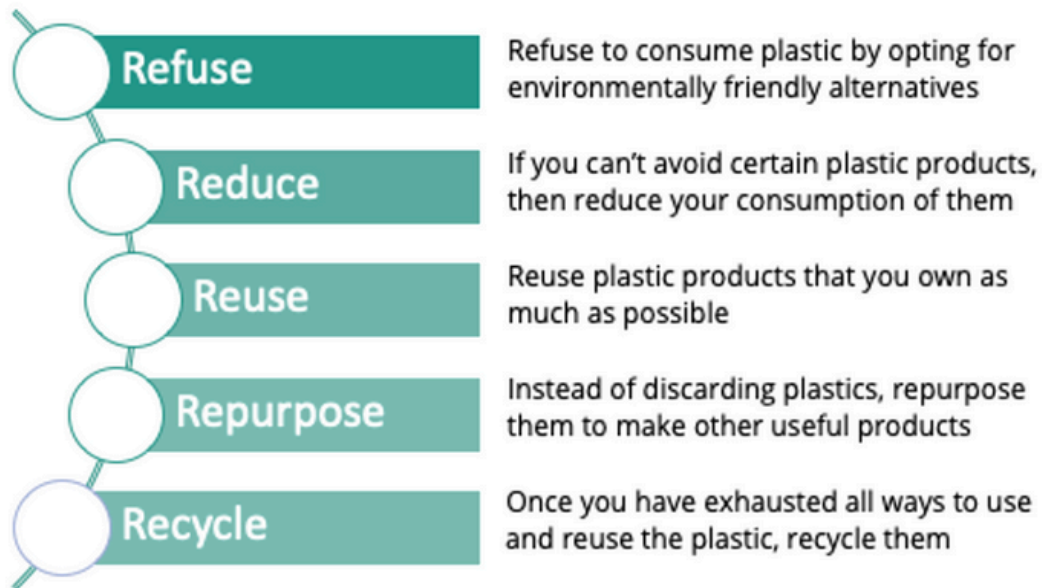 Refuse
Refuse to consume plastic by opting for
environmentally friendly alternatives
Reduce
If you can’t avoid certain plastic products,
then reduce your consumption of them
Reuse
Reuse plastic products that you own as
much as possible
Repurpose
Instead of discarding plastics, repurpose
them to make other useful products
Recycle
Once you have exhausted all ways to use
and reuse the plastic, recycle them